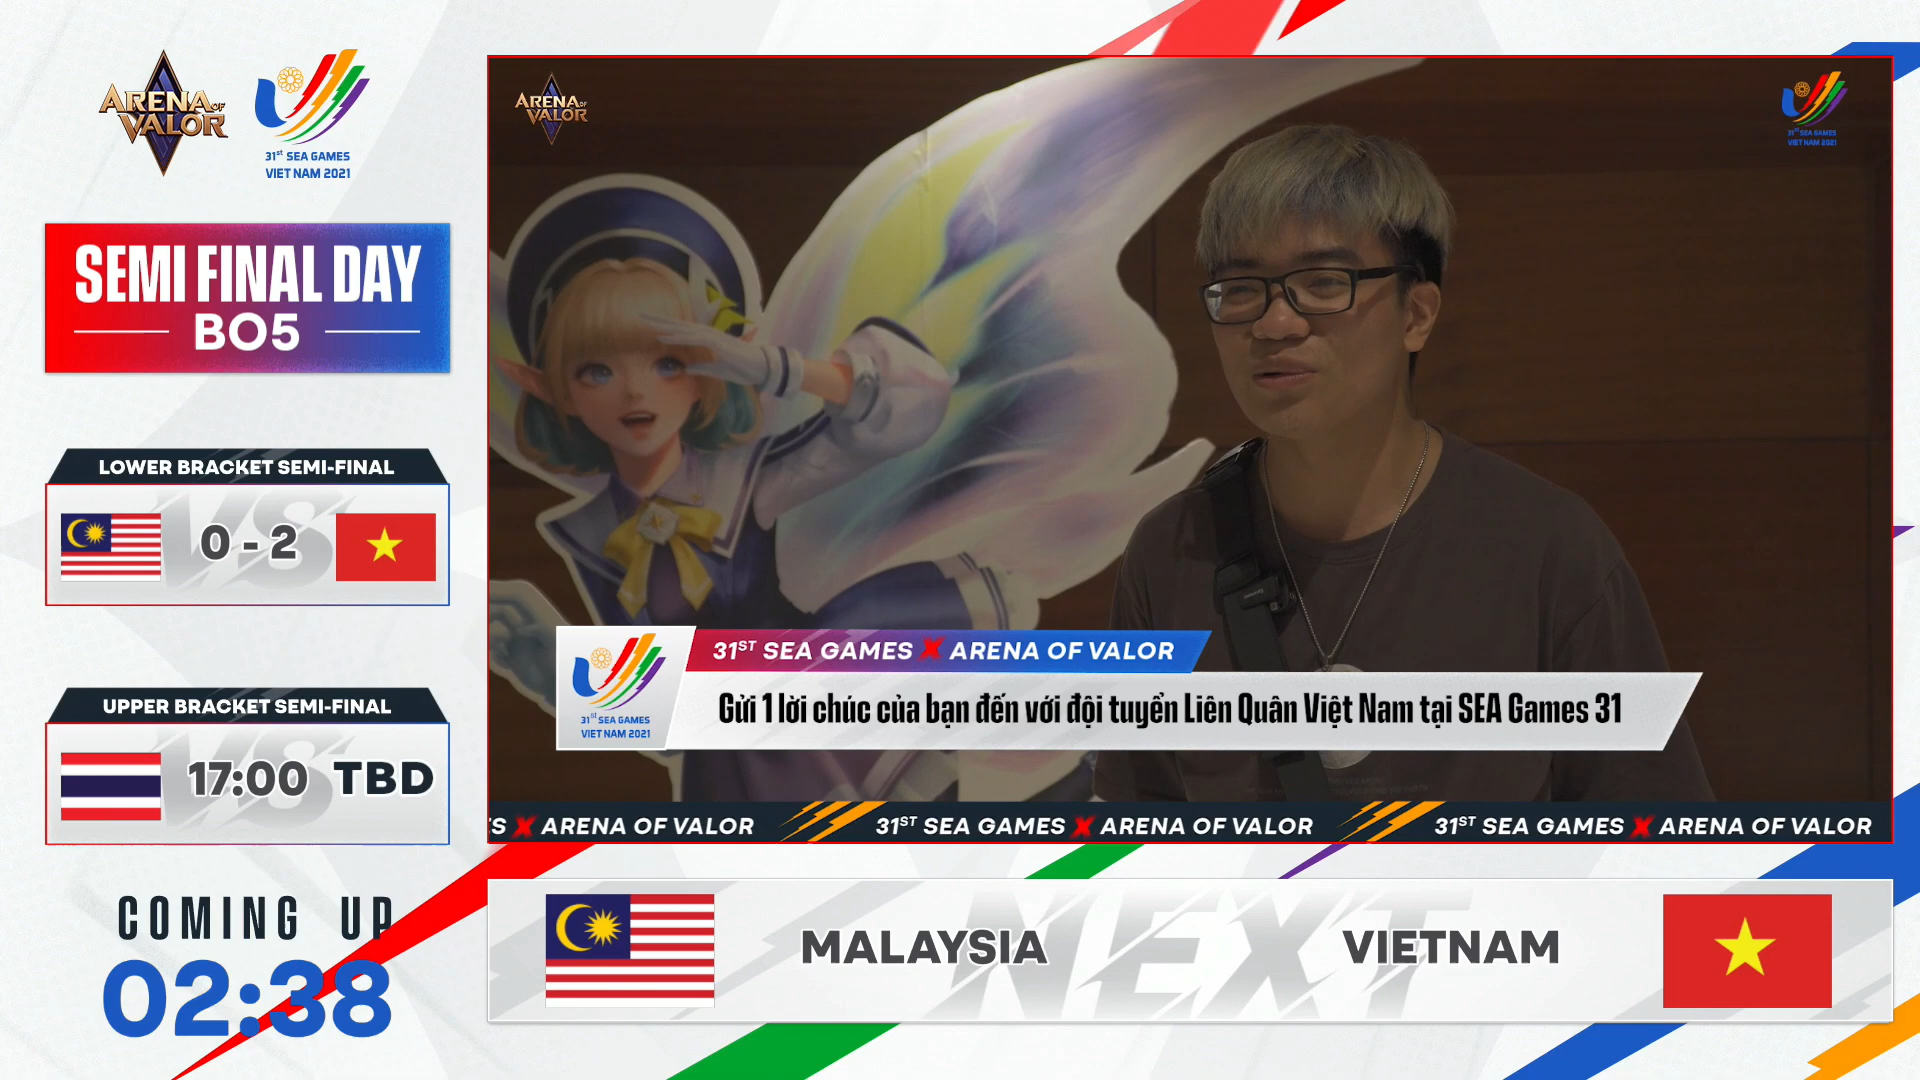 ARENA OF VALOR
31st SEA GAMES
VIET NAM 2021
SEMI FINAL DAY
BO5
LOWER BRACKET SEMI-FINAL
0 - 2
UPPER BRACKET SEMI-FINAL
17:00 TBD
COMING UP
02:38
ARENA OF VALOR
31st SEA GAMES
VIET NAM 2021
31ST SEA GAMES X ARENA OF VALOR
31st SEA GAMES
VIET NAM 2021
Gửi 1 lời chúc của bạn đến với đội tuyển Liên Quân Việt Nam tại SEA Games 31
S X ARENA OF VALOR 31ST SEA GAMES X ARENA OF VALOR 31ST SEA GAMES X ARENA OF VALOR
NEXT
MALAYSIA VIETNAM